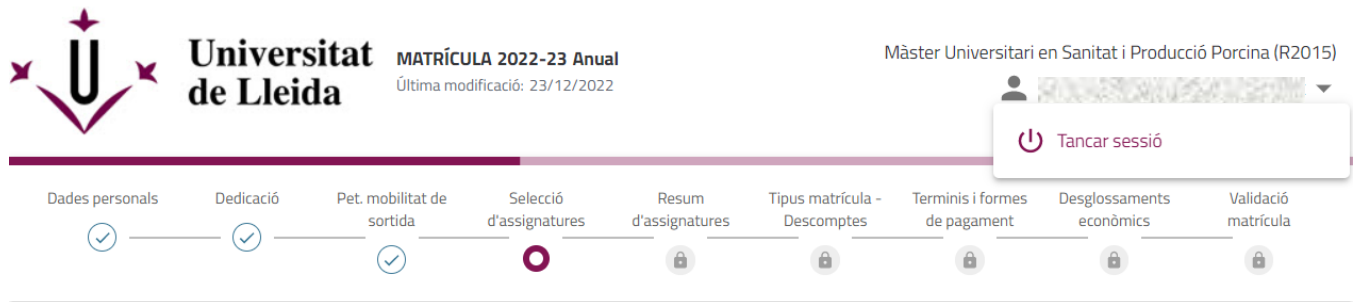 Universitat
de Lleida
MATRÍCULA 2022-23 Anual
Última modificació: 23/12/2022
Màster Universitari en Sanitat i Producció Porcina (R2015)
Tancar sessió
Dades personals
Dedicació
Pet. mobilitat de
sortida
Selecció
d'assignatures
Resum
d'assignatures
Tipus matrícula -
Descomptes
Terminis i formes
de pagament
Desglossaments
econòmics
Validació
matrícula